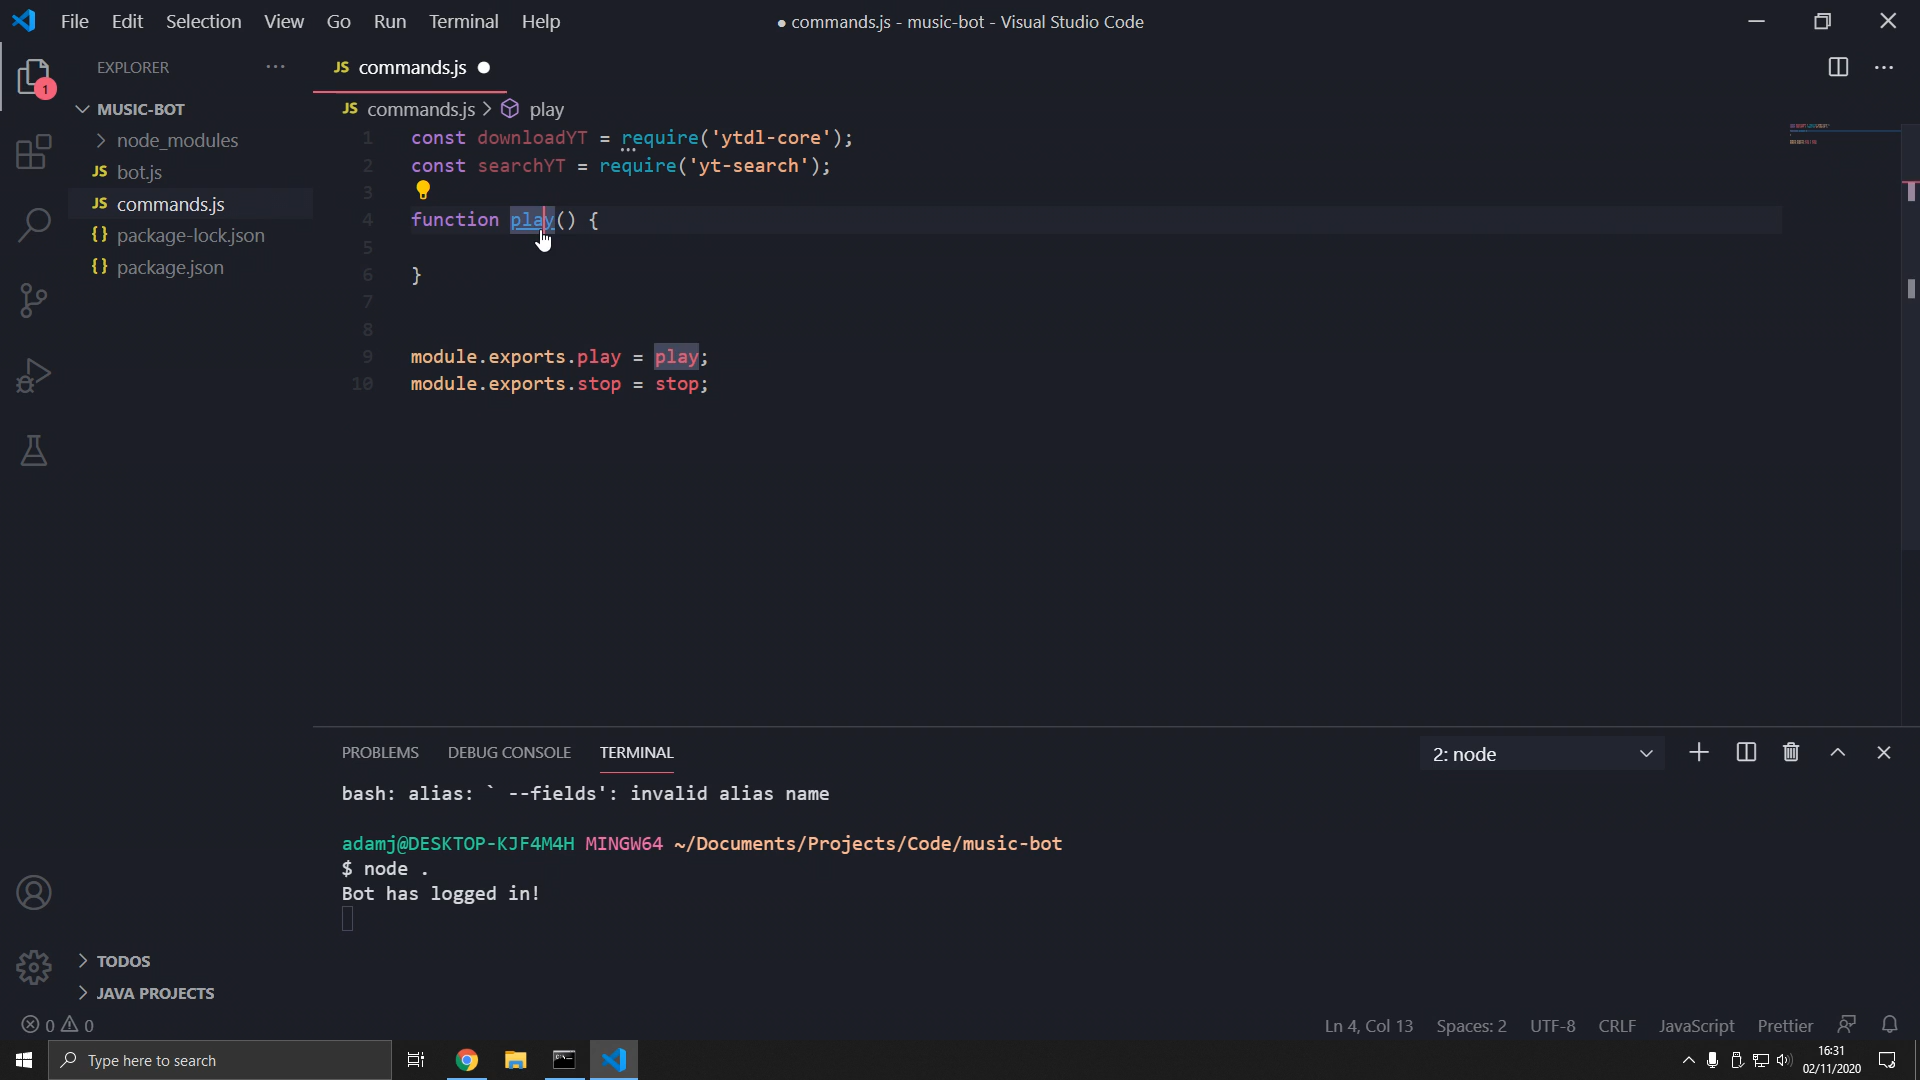 File Edit Selection View Go Run Terminal Help
● commands.js - music-bot - Visual Studio Code
EXPLORER
1
MUSIC-BOT
node_modules
JS bot.js
JS commands.js
{} package-lock.json
{} package.json
TODOS
JAVA PROJECTS
JS commands.js
JS commands.js > play
1 const downloadYT = require('ytdl-core');
2 const searchYT = require('yt-search');
3
4 function play() {
5
6 }
7
8
9 module.exports.play = play;
10 module.exports.stop = stop;
PROBLEMS DEBUG CONSOLE TERMINAL
2: node
bash: alias: ` --fields': invalid alias name
adamj@DESKTOP-KJF4M4H MINGW64 ~/Documents/Projects/Code/music-bot
$ node .
Bot has logged in!
0 0
Ln 4, Col 13 Spaces: 2 UTF-8 CRLF JavaScript Prettier
Type here to search
16:31
02/11/2020